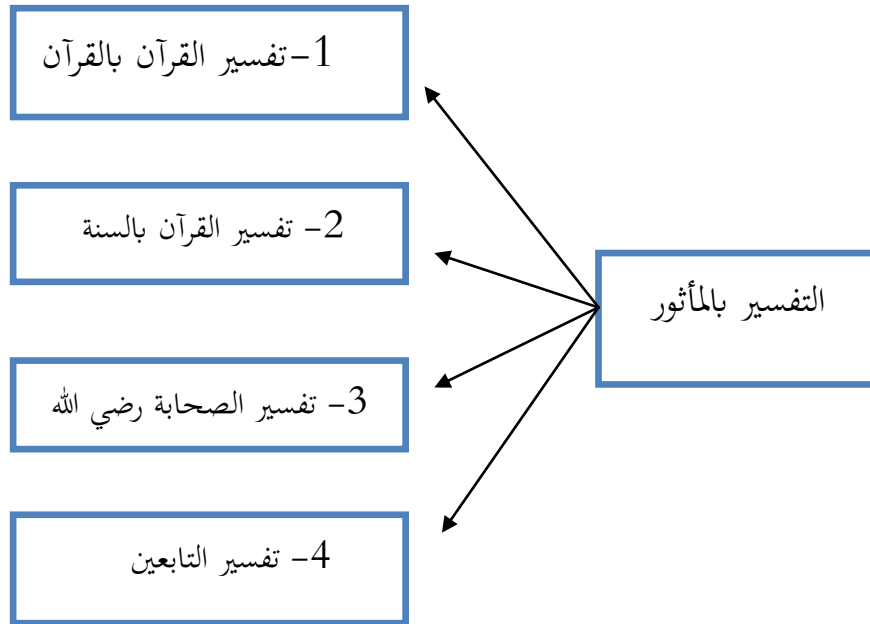 التفسير بالمأثور
1- تفسير القرآن بالقرآن
2- تفسير القرآن بالسنة
3- تفسير الصحابة رضي الله
4- تفسير التابعين